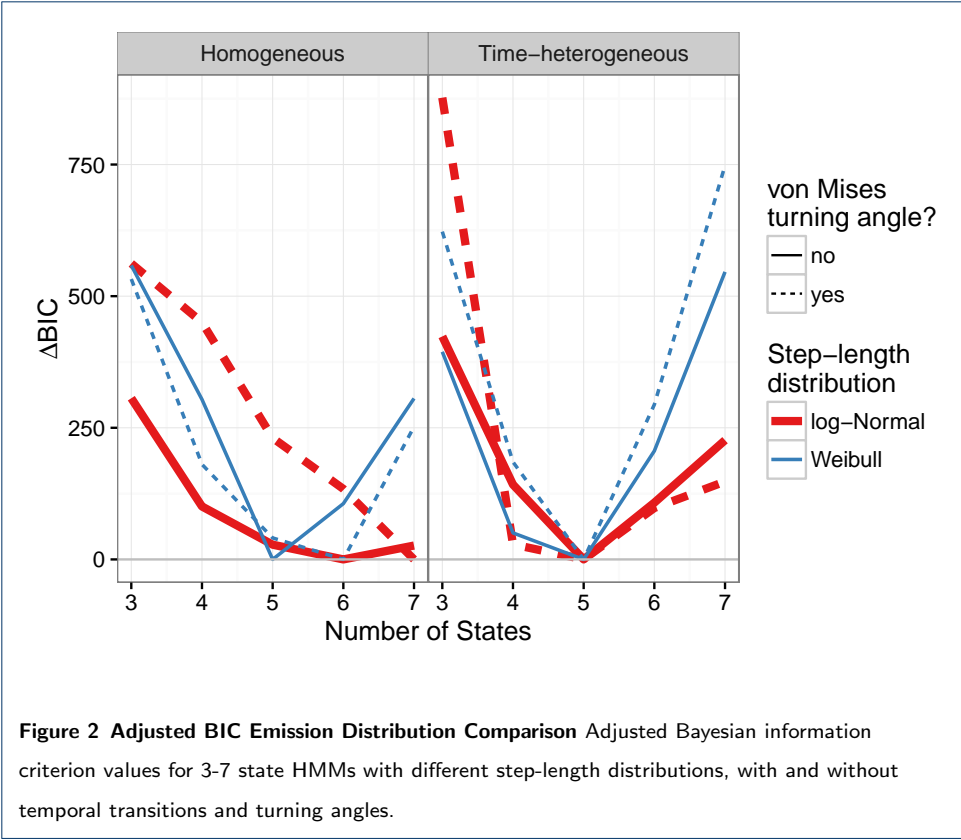 Homogeneous
Time−heterogeneous
750
500
250
0
ΔBIC
3 4 5 6 7
3 4 5 6 7
Number of States
von Mises
turning angle?
no
yes
Step−length
distribution
log−Normal
Weibull
Figure 2 Adjusted BIC Emission Distribution Comparison Adjusted Bayesian information
criterion values for 3-7 state HMMs with different step-length distributions, with and without
temporal transitions and turning angles.